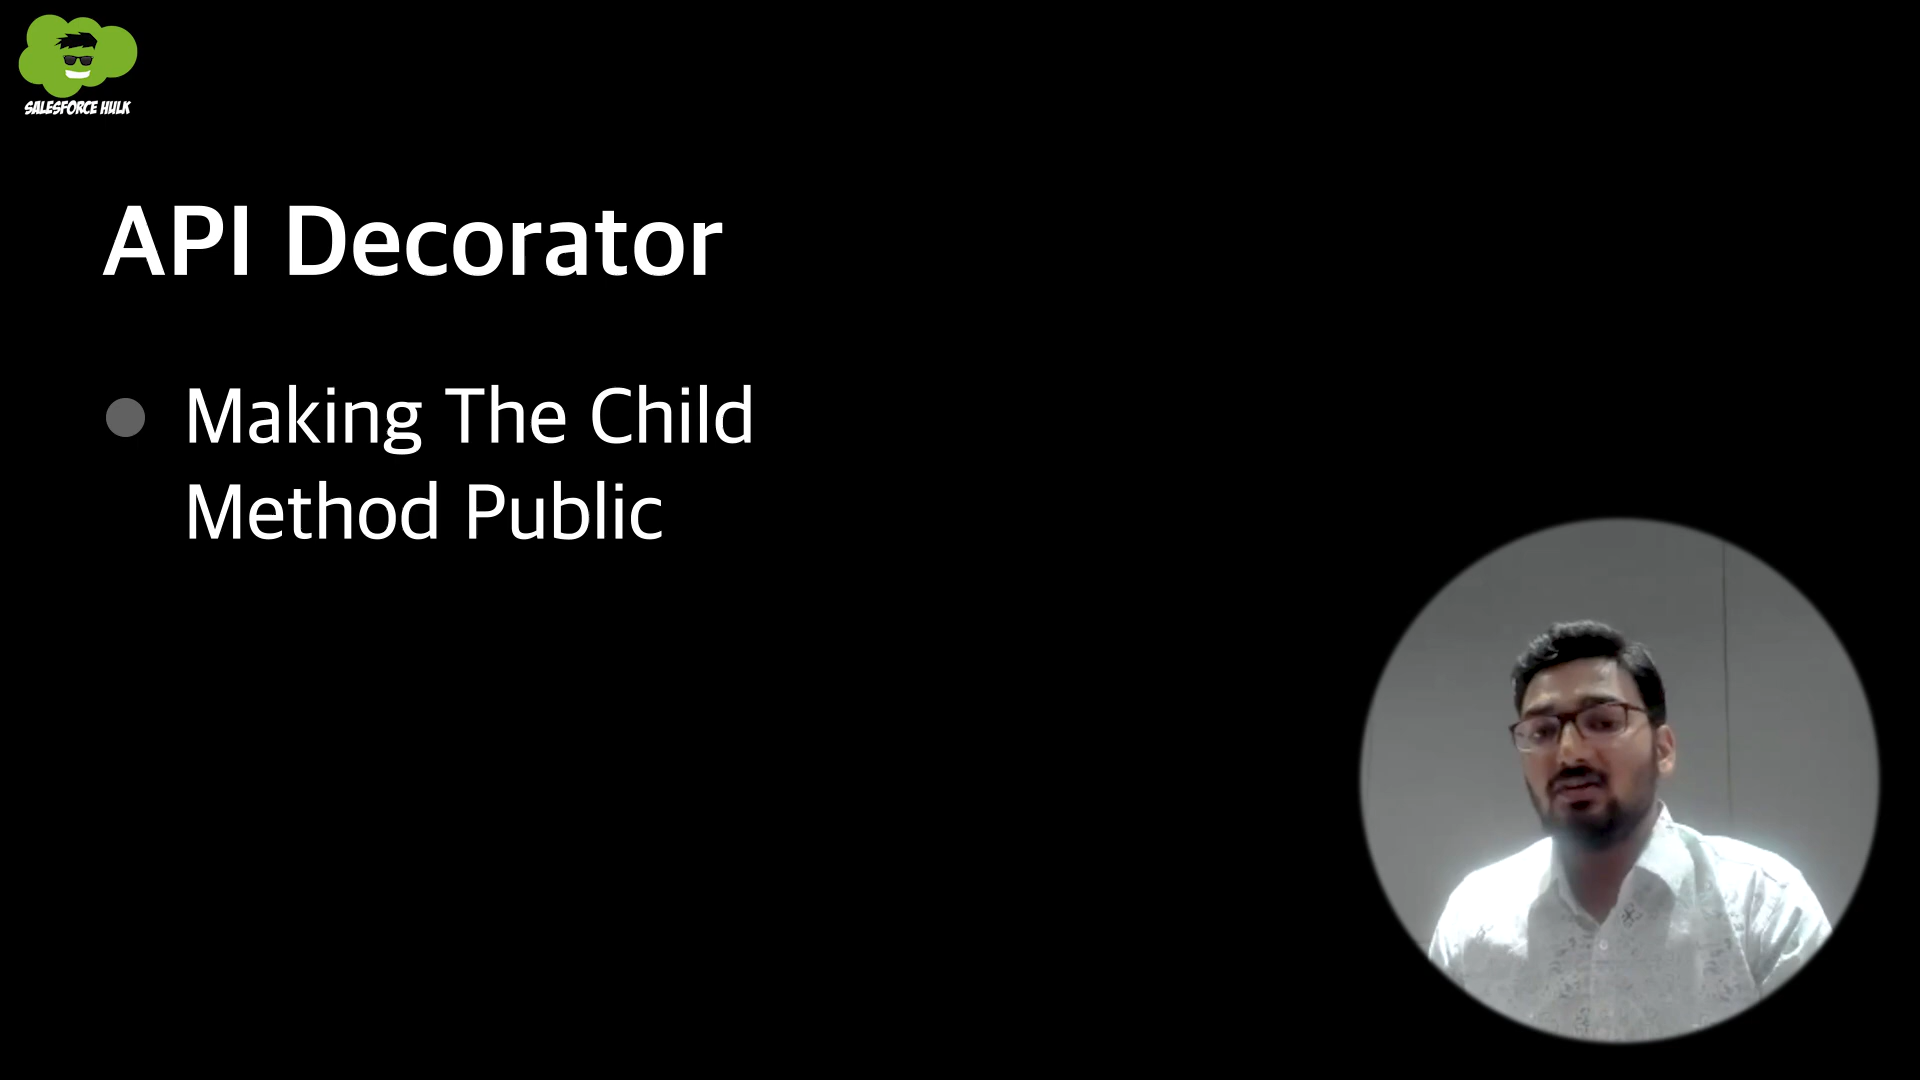 SALESFORCE HULK
API Decorator
Making The Child
Method Public